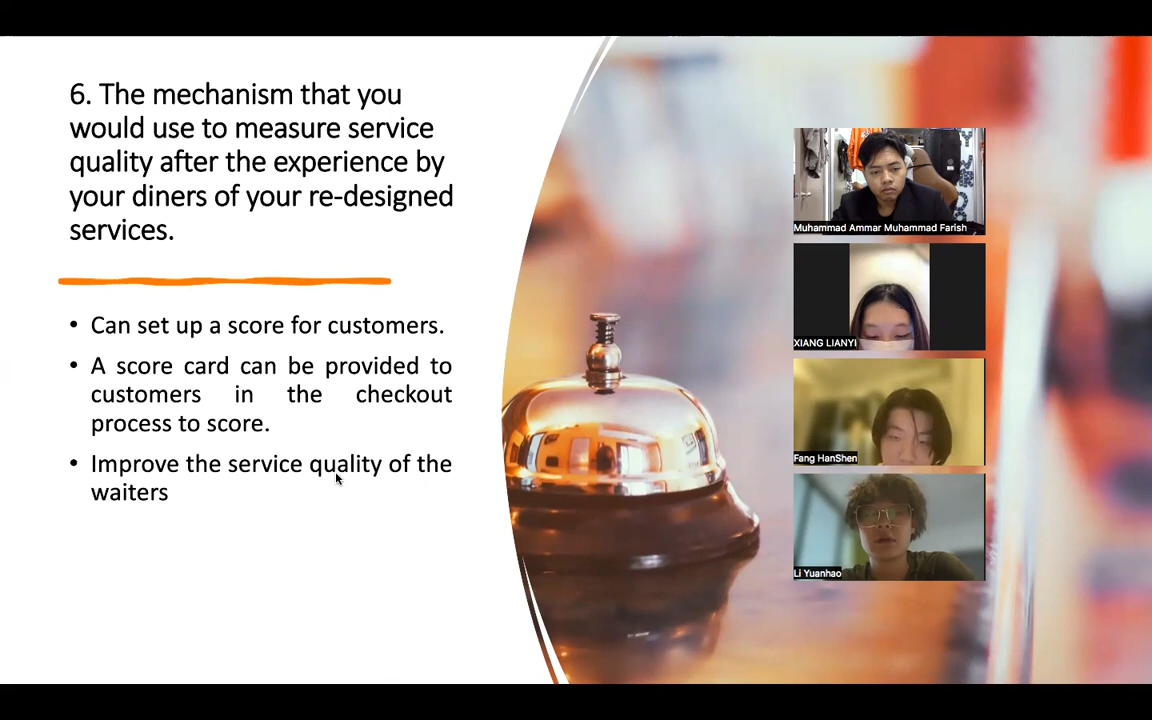 6. The mechanism that you
would use to measure service
quality after the experience by
your diners of your re-designed
services.
• Can set up a score for customers.
• A score card can be provided to
customers in the checkout
process to score.
• Improve the service quality of the
waiters
Muhammad Ammar Muhammad Farish
XIANG LIANYI
Fang HanShen
Li Yuanhao